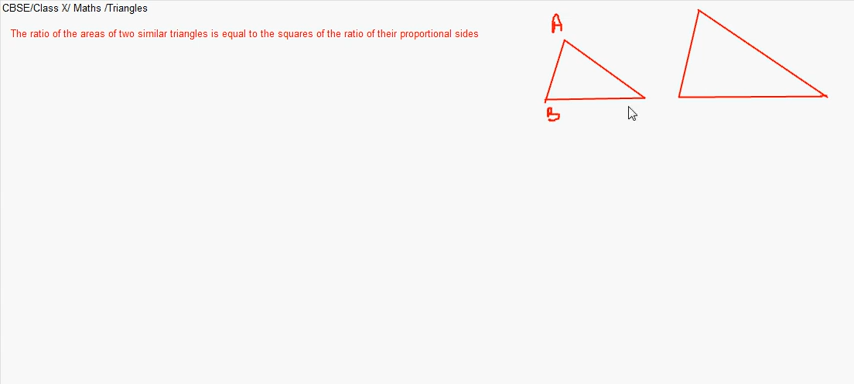 CBSE/Class X/ Maths /Triangles
The ratio of the areas of two similar triangles is equal to the squares of the ratio of their proportional sides
A
B